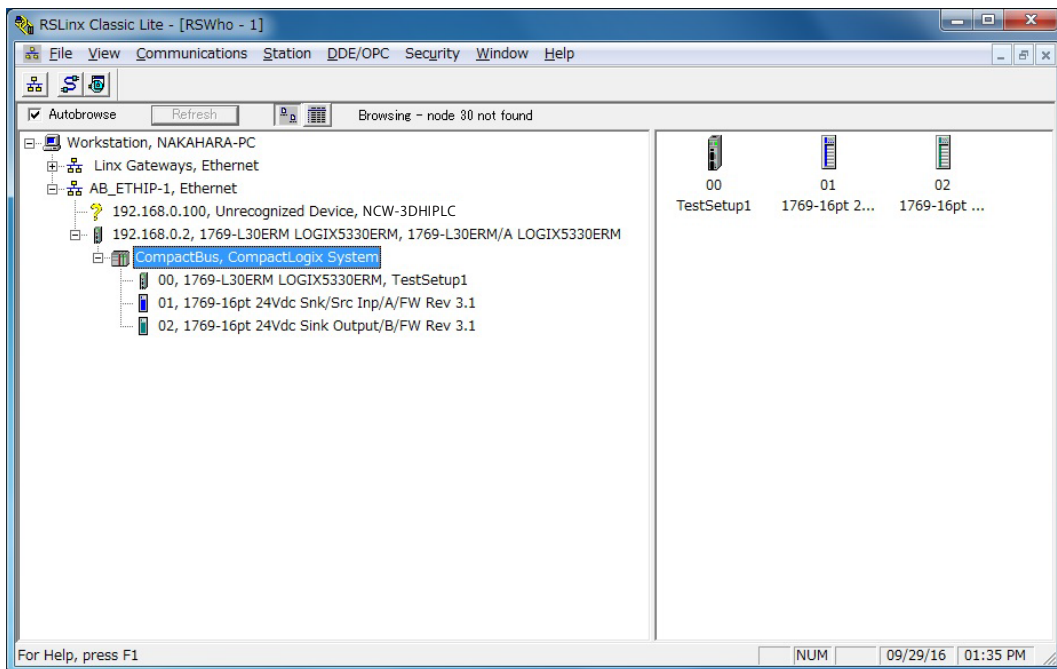 RSLinx Classic Lite - [RSWho - 1]
File View Communications Station DDE/OPC Security Window Help
Autobrowse Refresh Browsing - node 30 not found
Workstation, NAKAHARA-PC
Linx Gateways, Ethernet
AB_ETHIP-1, Ethernet
192.168.0.100, Unrecognized Device, NCW-3DHIPLC
192.168.0.2, 1769-L30ERM LOGIX5330ERM, 1769-L30ERM/A LOGIX5330ERM
CompactBus, CompactLogix System
00, 1769-L30ERM LOGIX5330ERM, TestSetup1
01, 1769-16pt 24Vdc Snk/Src Inp/A/FW Rev 3.1
02, 1769-16pt 24Vdc Sink Output/B/FW Rev 3.1
00 01 02
TestSetup1 1769-16pt 2... 1769-16pt ...
For Help, press F1 NUM 09/29/16 01:35 PM